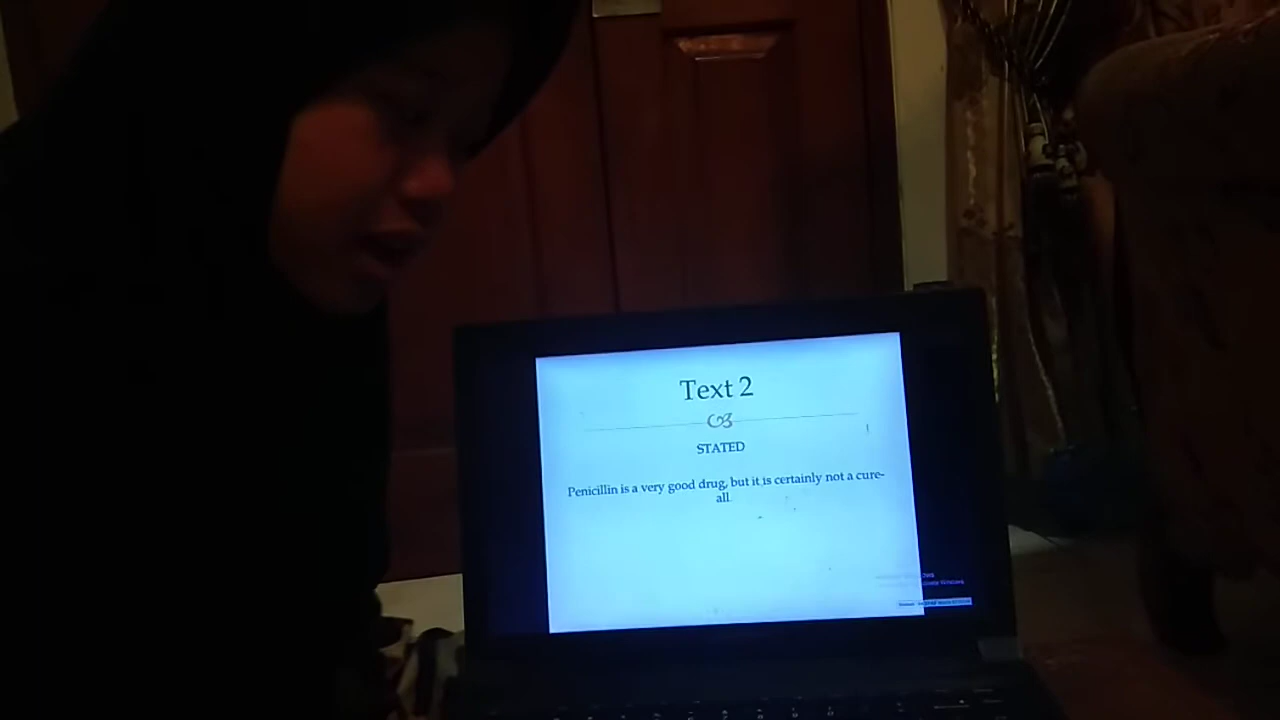 Text 2
STATED
Penicillin is a very good drug, but it is certainly not a cure-
all